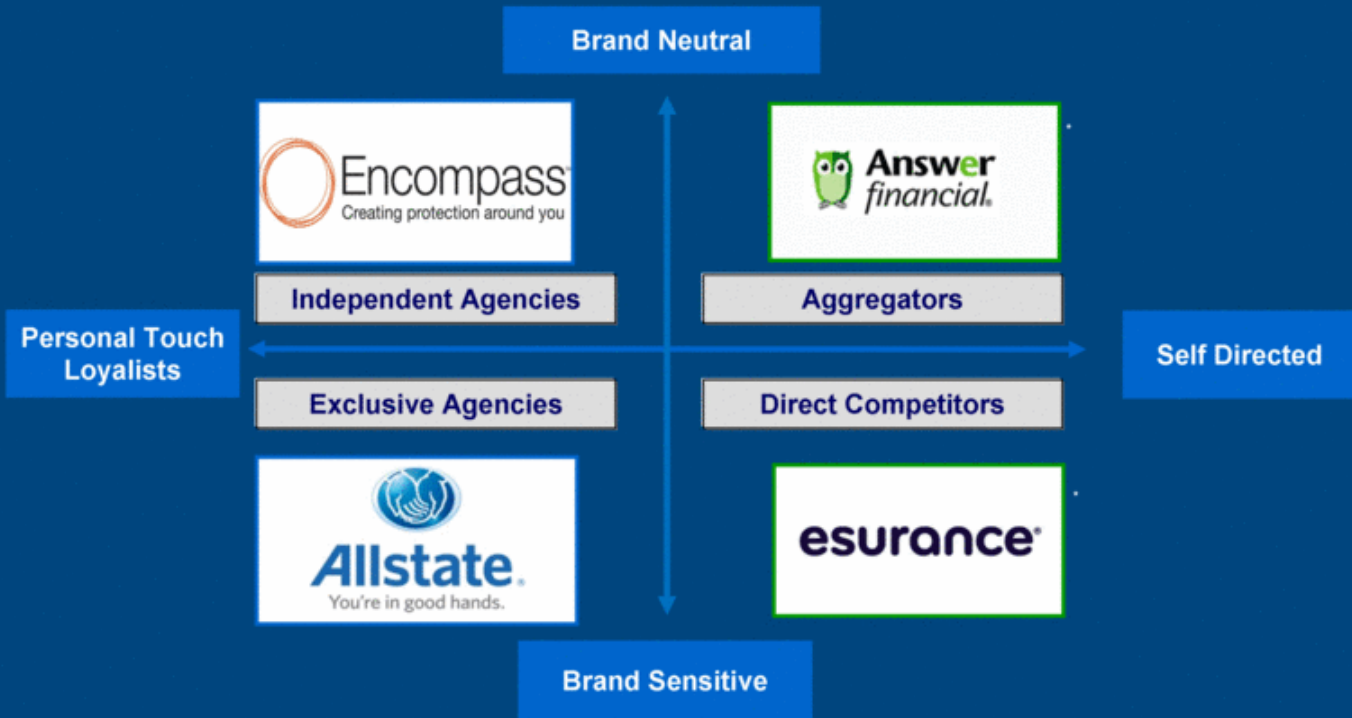 Brand Neutral
Encompass
Creating protection around you
Answer
financial.
Independent Agencies
Aggregators
Personal Touch
Loyalists
Self Directed
Exclusive Agencies
Direct Competitors
Allstate®
You're in good hands.
esurance®
Brand Sensitive